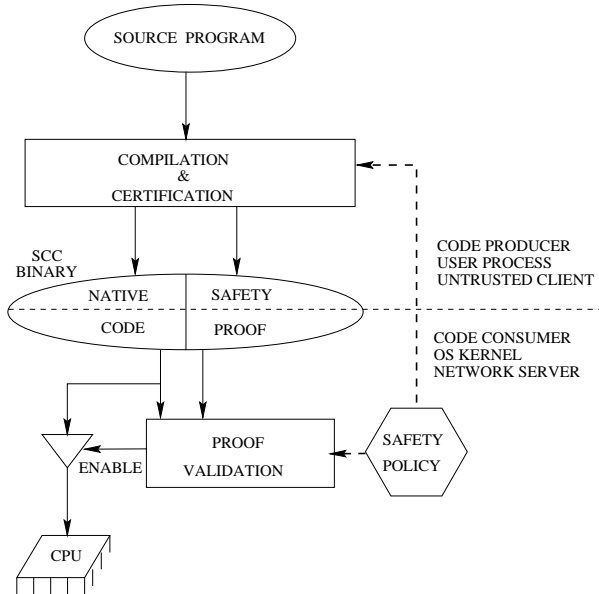 SOURCE PROGRAM
COMPILATION
&
CERTIFICATION
SCC
BINARY
NATIVE
CODE
SAFETY
PROOF
CODE PRODUCER
USER PROCESS
UNTRUSTED CLIENT
CODE CONSUMER
OS KERNEL
NETWORK SERVER
ENABLE
PROOF
VALIDATION
SAFETY
POLICY
CPU